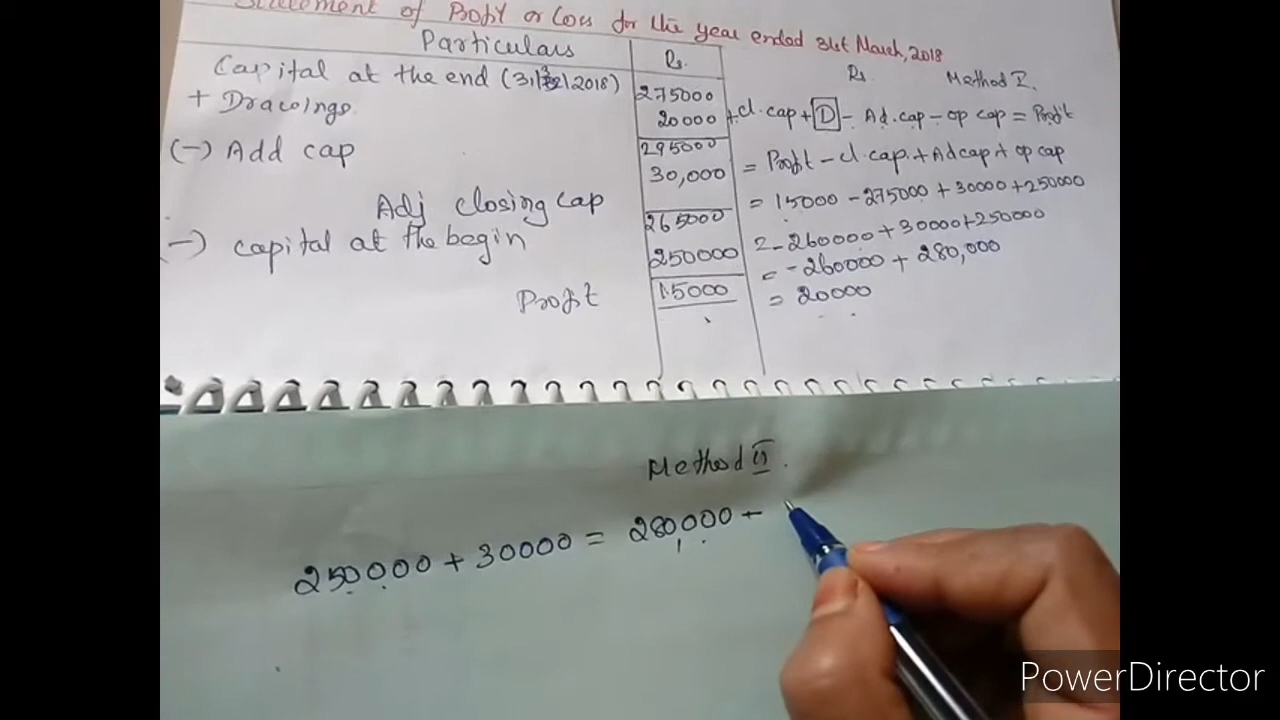 Statement of Profit or Loss for the year ended 31st March, 2018
Particulars Rs.
Capital at the end (31/3/2018) 275000
+ Drawings 20000
(-) Add cap 295000
30,000
Adj closing cap 265000
-) Capital at the begin 250000
Profit 15000
Rs. Method I.
+ cl. cap + D - Ad. cap - op cap = Profit
= Profit - cl. cap. + Ad cap + op cap
= 15000 - 275000 + 30000 + 250000
= - 260000 + 30000 + 250000
= - 260000 + 280,000
= 20000
Method II.
250000 + 30000 = 280,000 -
PowerDirector